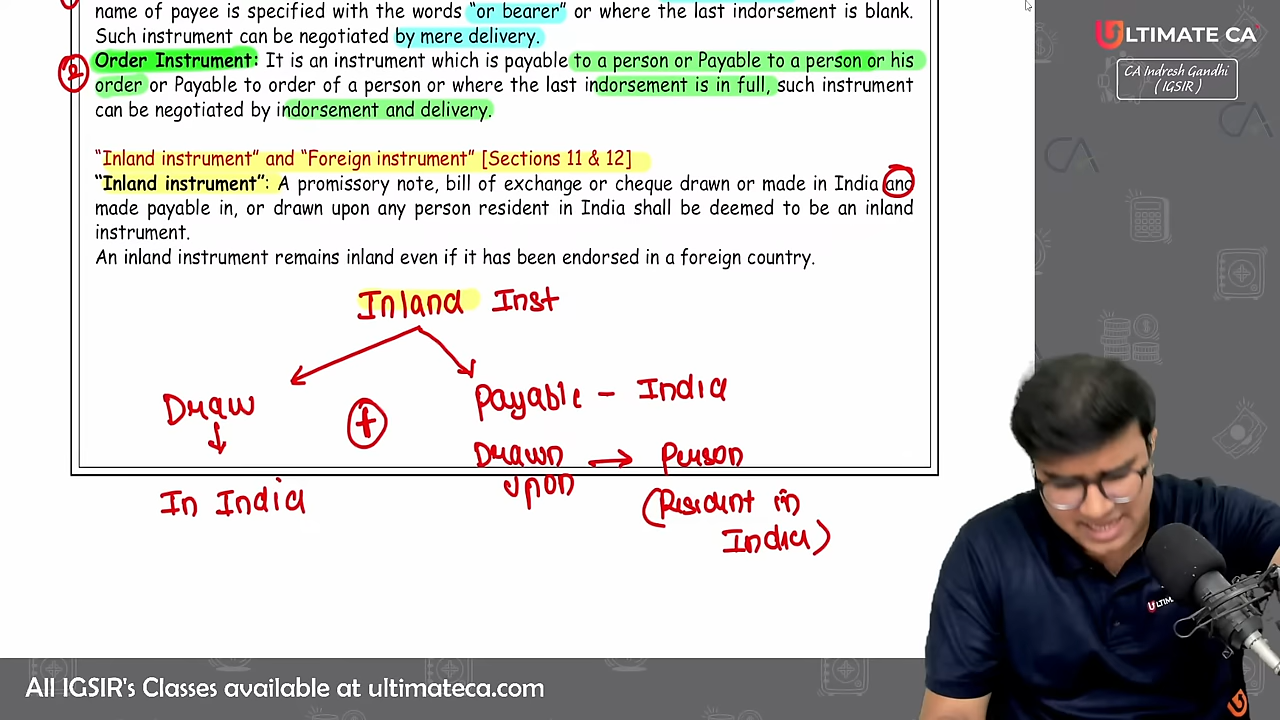 name of payee is specified with the words “or bearer” or where the last indorsement is blank.
Such instrument can be negotiated by mere delivery.
2 Order Instrument: It is an instrument which is payable to a person or Payable to a person or his
order or Payable to order of a person or where the last indorsement is in full, such instrument
can be negotiated by indorsement and delivery.
“Inland instrument” and “Foreign instrument” [Sections 11 & 12]
“Inland instrument”: A promissory note, bill of exchange or cheque drawn or made in India and
made payable in, or drawn upon any person resident in India shall be deemed to be an inland
instrument.
An inland instrument remains inland even if it has been endorsed in a foreign country.
Inland Inst
Draw + Payable - India
Drawn upon → Person
In India
(Resident in
India)
ULTIMATE CA
CA Indresh Gandhi
( IGSIR )
CA
CA
ULTIM
All IGSIR's Classes available at ultimateca.com